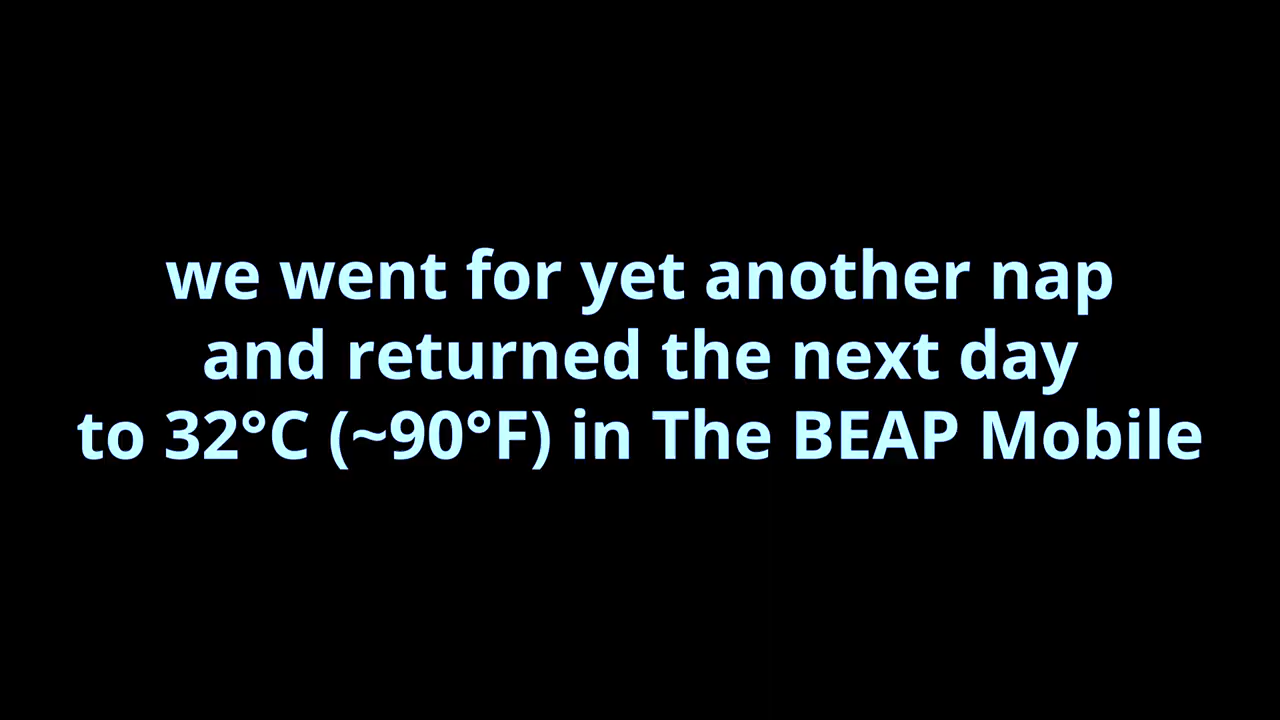 we went for yet another nap
and returned the next day
to 32°C (~90°F) in The BEAP Mobile